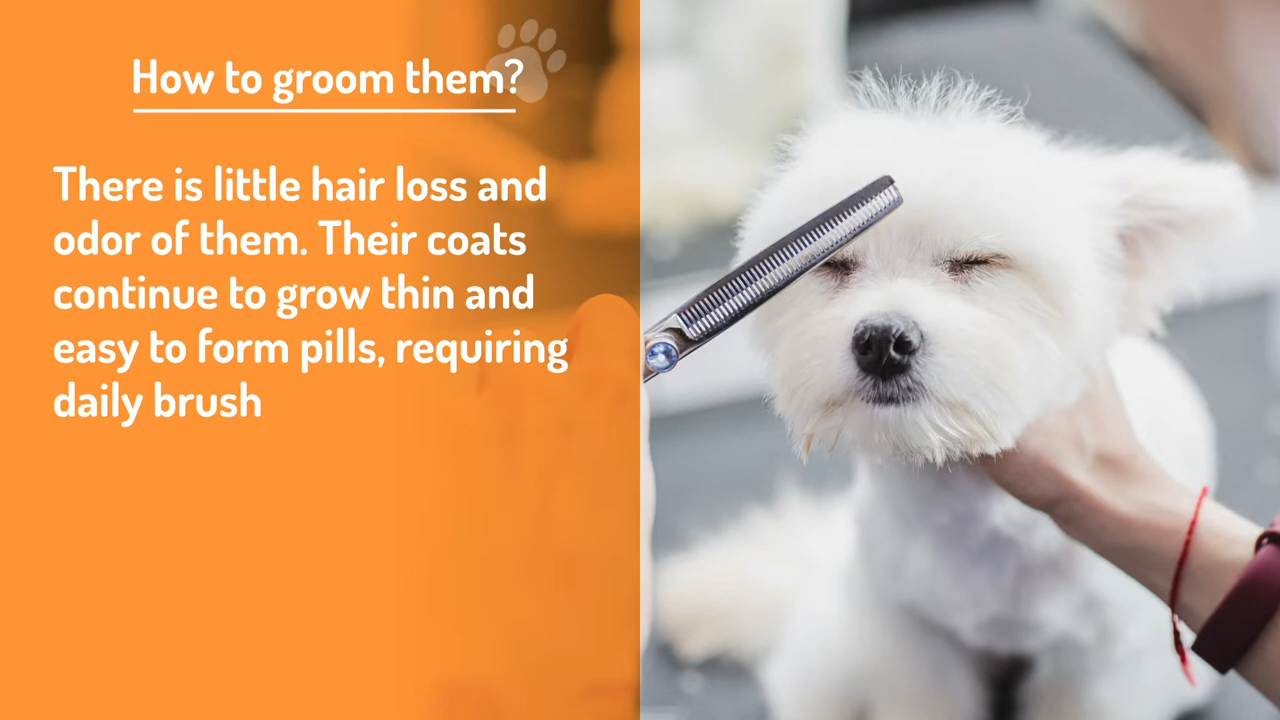 How to groom them?
There is little hair loss and
odor of them. Their coats
continue to grow thin and
easy to form pills, requiring
daily brush